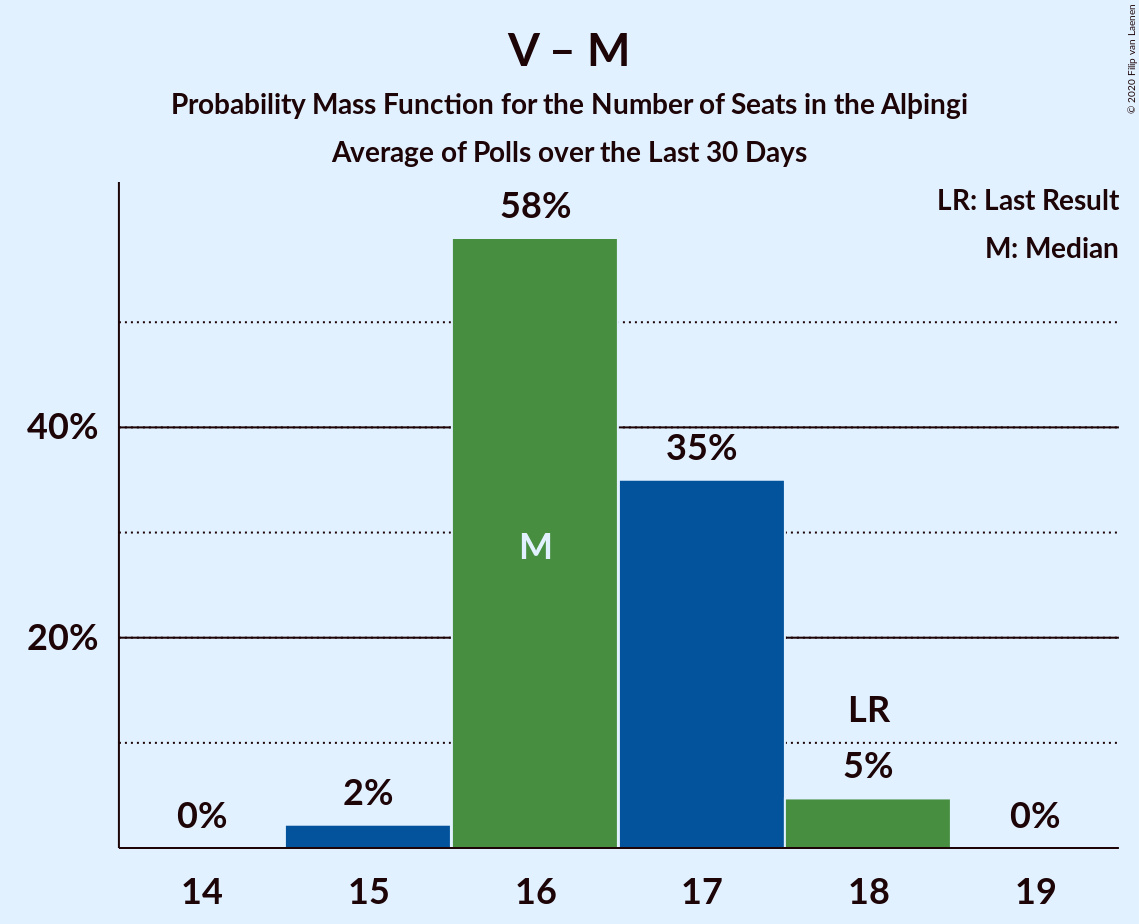 V – M
Probability Mass Function for the Number of Seats in the Alþingi
Average of Polls over the Last 30 Days
© 2020 Filip van Laenen
LR: Last Result
M: Median
58%
40%
35%
M
20%
LR
5%
2%
0%
0%
14 15 16 17 18 19